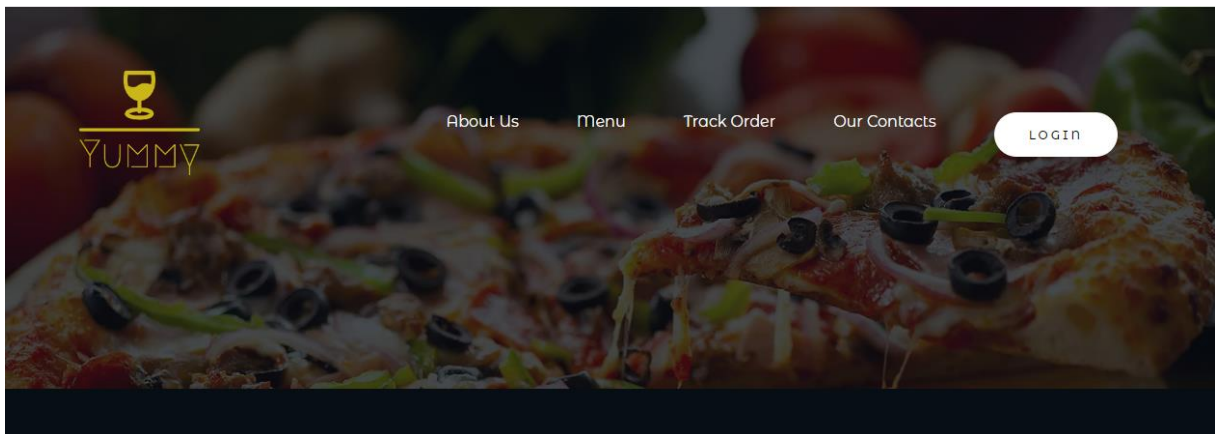 YUMMY
About Us
Menu
Track Order
Our Contacts
LOGIN